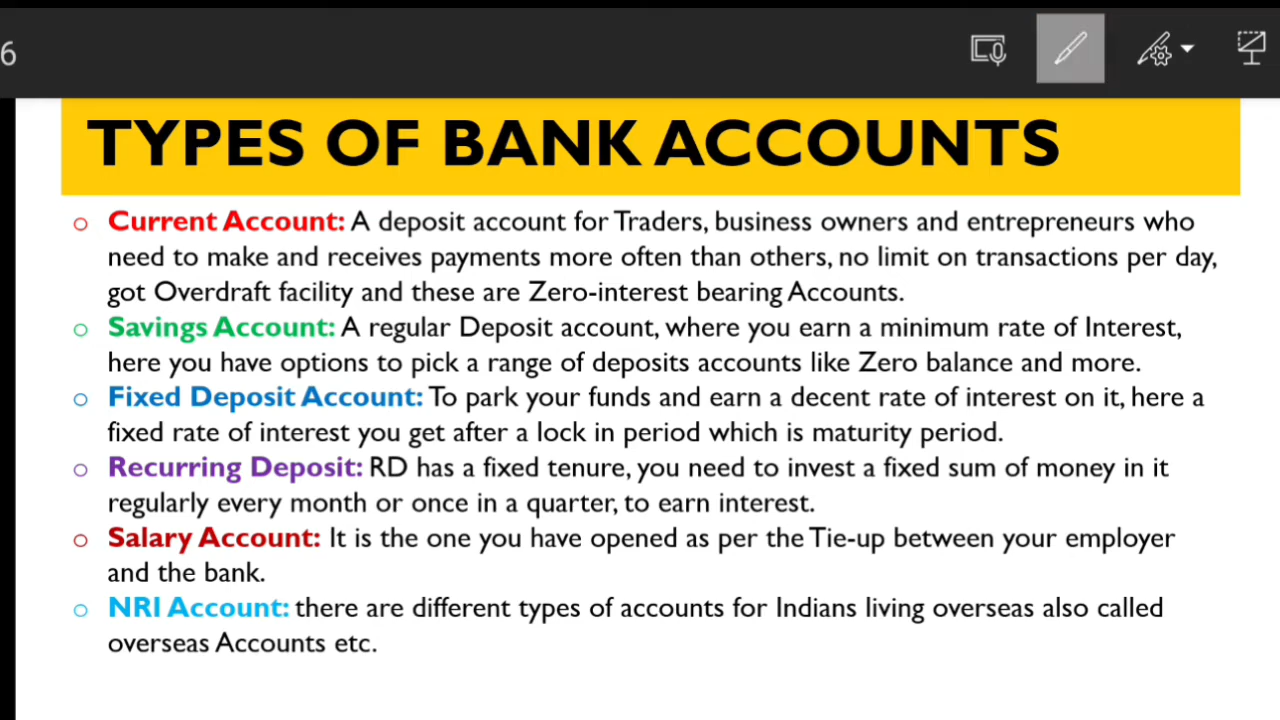 6
TYPES OF BANK ACCOUNTS
Current Account: A deposit account for Traders, business owners and entrepreneurs who
need to make and receives payments more often than others, no limit on transactions per day,
got Overdraft facility and these are Zero-interest bearing Accounts.
Savings Account: A regular Deposit account, where you earn a minimum rate of Interest,
here you have options to pick a range of deposits accounts like Zero balance and more.
Fixed Deposit Account: To park your funds and earn a decent rate of interest on it, here a
fixed rate of interest you get after a lock in period which is maturity period.
Recurring Deposit: RD has a fixed tenure, you need to invest a fixed sum of money in it
regularly every month or once in a quarter, to earn interest.
Salary Account: It is the one you have opened as per the Tie-up between your employer
and the bank.
NRI Account: there are different types of accounts for Indians living overseas also called
overseas Accounts etc.